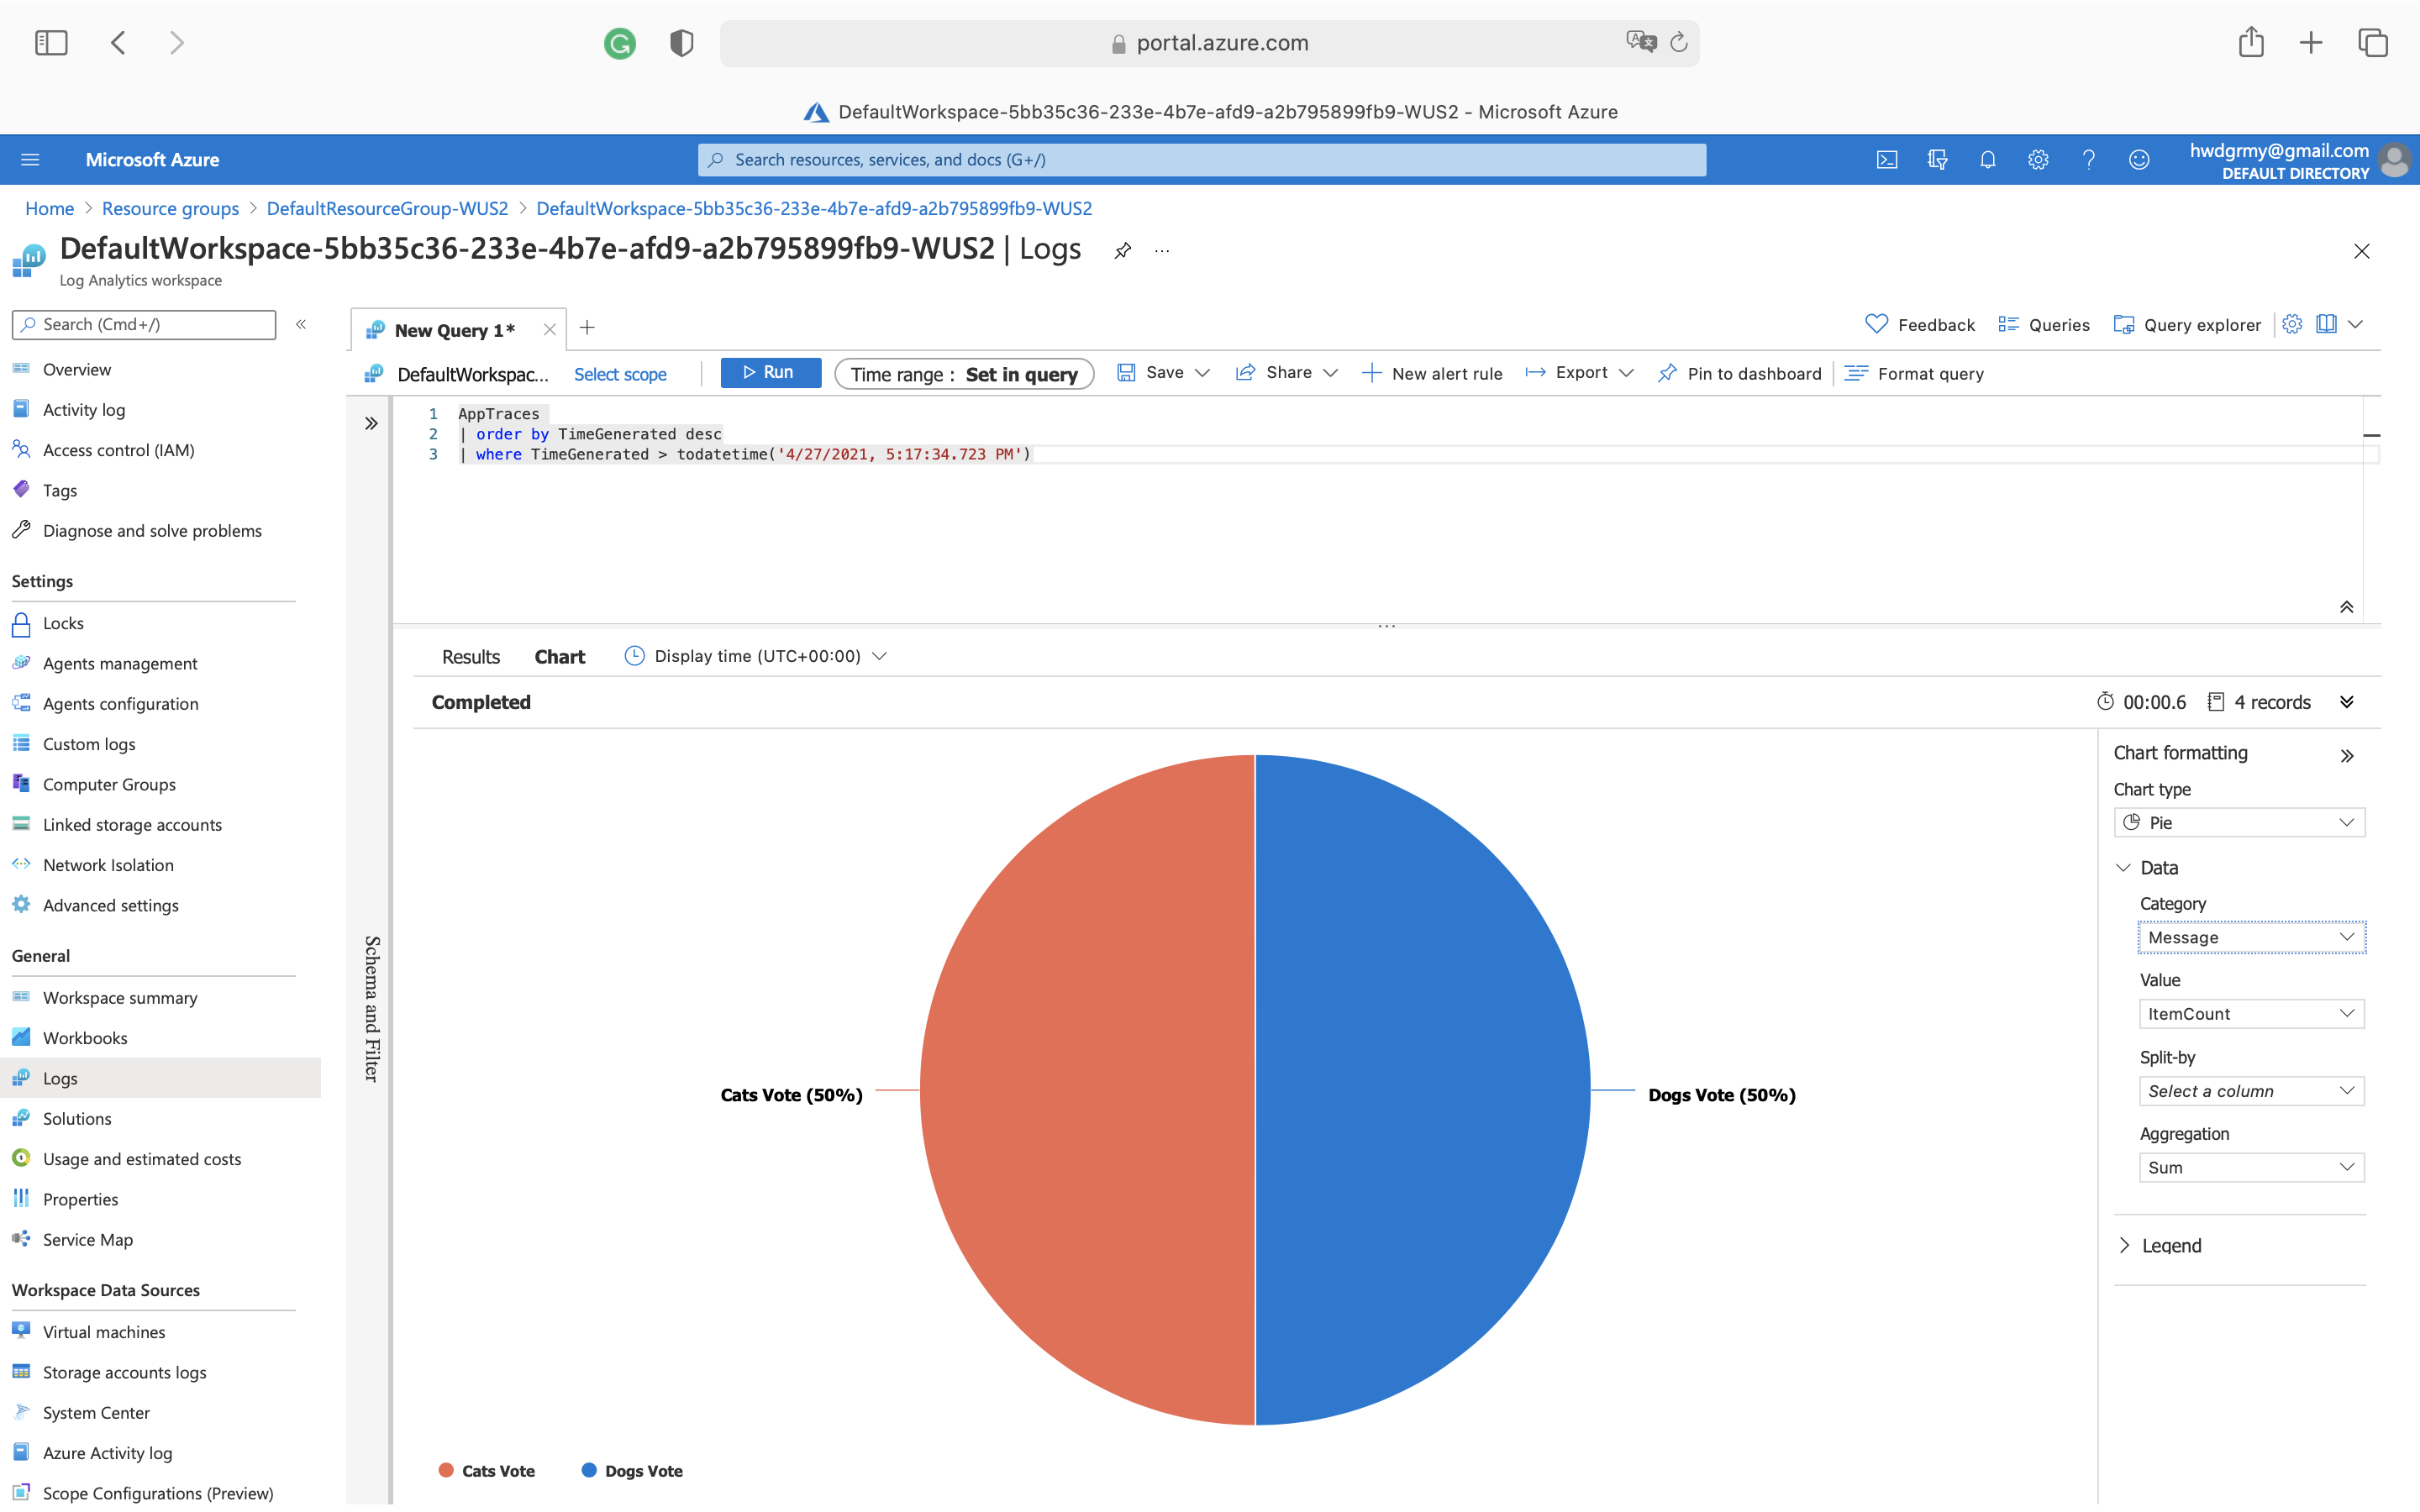 portal.azure.com
DefaultWorkspace-5bb35c36-233e-4b7e-afd9-a2b795899fb9-WUS2 - Microsoft Azure
Microsoft Azure
Search resources, services, and docs (G+/)
hwdgrmy@gmail.com
DEFAULT DIRECTORY
Home > Resource groups > DefaultResourceGroup-WUS2 > DefaultWorkspace-5bb35c36-233e-4b7e-afd9-a2b795899fb9-WUS2
DefaultWorkspace-5bb35c36-233e-4b7e-afd9-a2b795899fb9-WUS2 | Logs
Log Analytics workspace
Search (Cmd+/)
Overview
Activity log
Access control (IAM)
Tags
Diagnose and solve problems
Settings
Locks
Agents management
Agents configuration
Custom logs
Computer Groups
Linked storage accounts
Network Isolation
Advanced settings
General
Workspace summary
Workbooks
Logs
Solutions
Usage and estimated costs
Properties
Service Map
Workspace Data Sources
Virtual machines
Storage accounts logs
System Center
Azure Activity log
Scope Configurations (Preview)
New Query 1*
Feedback
Queries
Query explorer
DefaultWorkspac...
Select scope
Run
Time range : Set in query
Save
Share
New alert rule
Export
Pin to dashboard
Format query
1 AppTraces
2 | order by TimeGenerated desc
3 | where TimeGenerated > todatetime('4/27/2021, 5:17:34.723 PM')
Schema and Filter
Results
Chart
Display time (UTC+00:00)
Completed
00:00.6
4 records
Cats Vote (50%)
Dogs Vote (50%)
Cats Vote
Dogs Vote
Chart formatting
Chart type
Pie
Data
Category
Message
Value
ItemCount
Split-by
Select a column
Aggregation
Sum
Legend